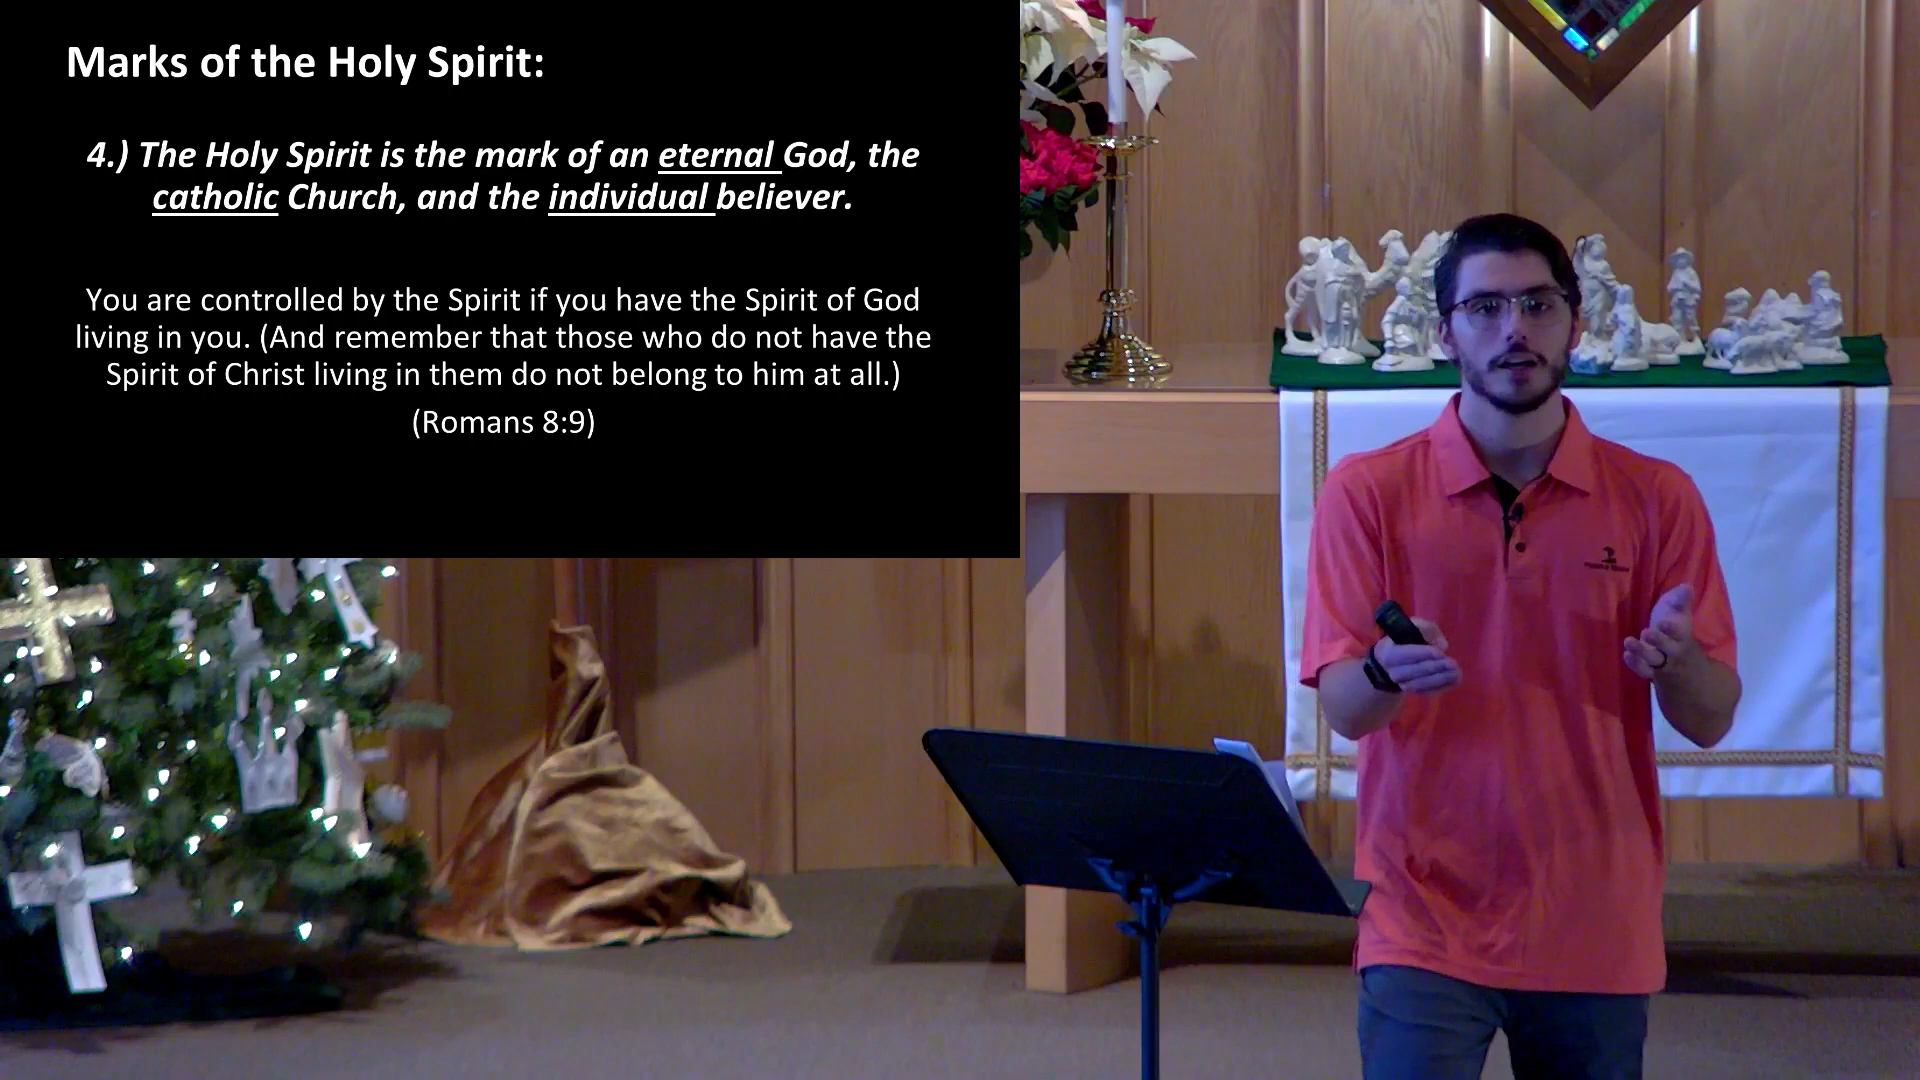 Marks of the Holy Spirit:
4.) The Holy Spirit is the mark of an eternal God, the
catholic Church, and the individual believer.
You are controlled by the Spirit if you have the Spirit of God
living in you. (And remember that those who do not have the
Spirit of Christ living in them do not belong to him at all.)
(Romans 8:9)